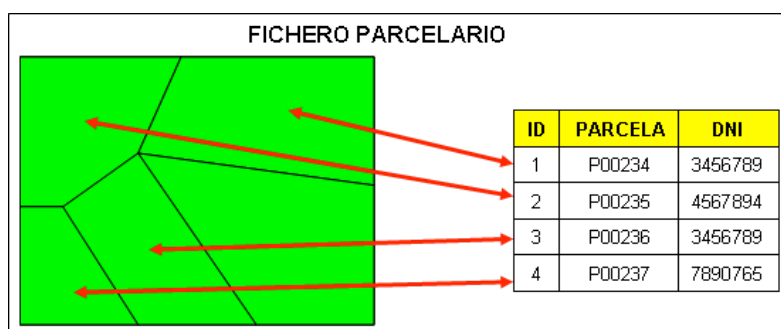 FICHERO PARCELARIO
ID PARCELA DNI
1 P00234 3456789
2 P00235 4567894
3 P00236 3456789
4 P00237 7890765